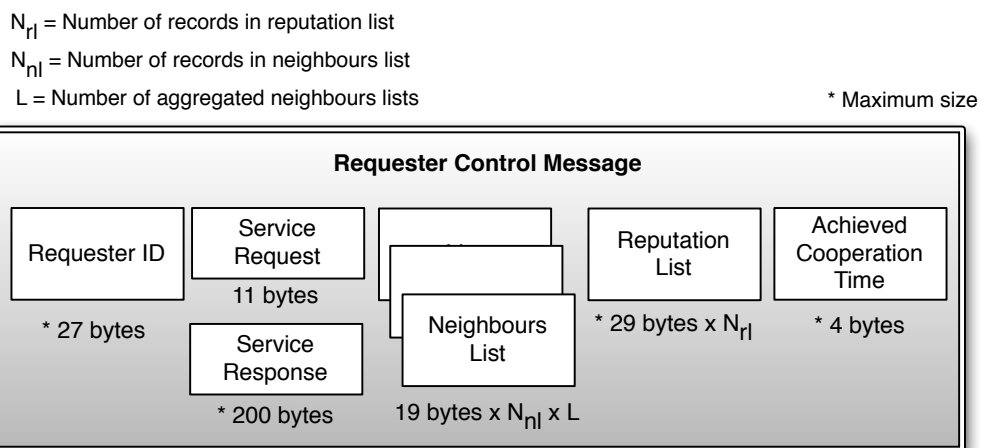 N_rl = Number of records in reputation list
N_nl = Number of records in neighbours list
L = Number of aggregated neighbours lists
* Maximum size
Requester Control Message
Requester ID
* 27 bytes
Service
Request
11 bytes
Service
Response
* 200 bytes
Neighbours
List
19 bytes x N_nl x L
Reputation
List
* 29 bytes x N_rl
Achieved
Cooperation
Time
* 4 bytes